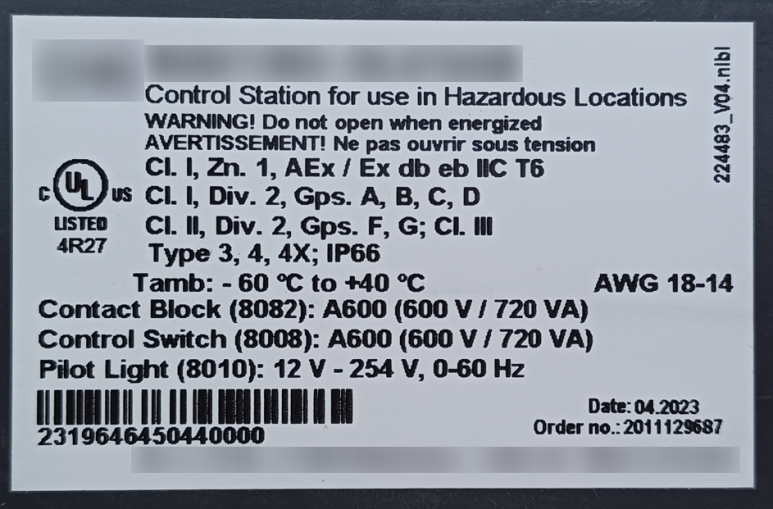 Control Station for use in Hazardous Locations
WARNING! Do not open when energized
AVERTISSEMENT! Ne pas ouvrir sous tension
Cl. I, Zn. 1, AEx / Ex db eb IIC T6
C UL US Cl. I, Div. 2, Gps. A, B, C, D
LISTED Cl. II, Div. 2, Gps. F, G; Cl. III
4R27 Type 3, 4, 4X; IP66
Tamb: - 60 °C to +40 °C AWG 18-14
Contact Block (8082): A600 (600 V / 720 VA)
Control Switch (8008): A600 (600 V / 720 VA)
Pilot Light (8010): 12 V - 254 V, 0-60 Hz
Date: 04.2023
2319646450440000 Order no.: 2011129687
224483_V04.nlbl